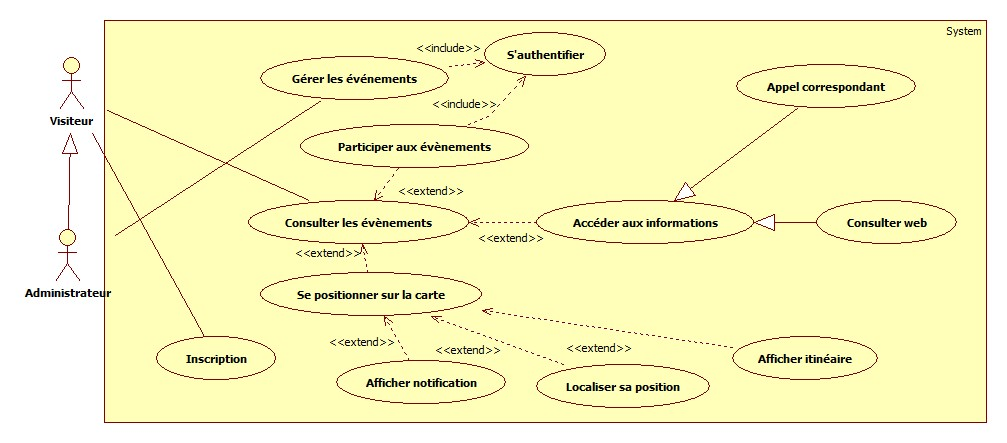 System
<<include>>
S'authentifier
Gérer les événements
Appel correspondant
<<include>>
Visiteur
Participer aux évènements
<<extend>>
Consulter les évènements
Accéder aux informations
Consulter web
<<extend>>
<<extend>>
Administrateur
Se positionner sur la carte
<<extend>>
<<extend>>
<<extend>>
Inscription
Afficher itinéaire
Afficher notification
Localiser sa position